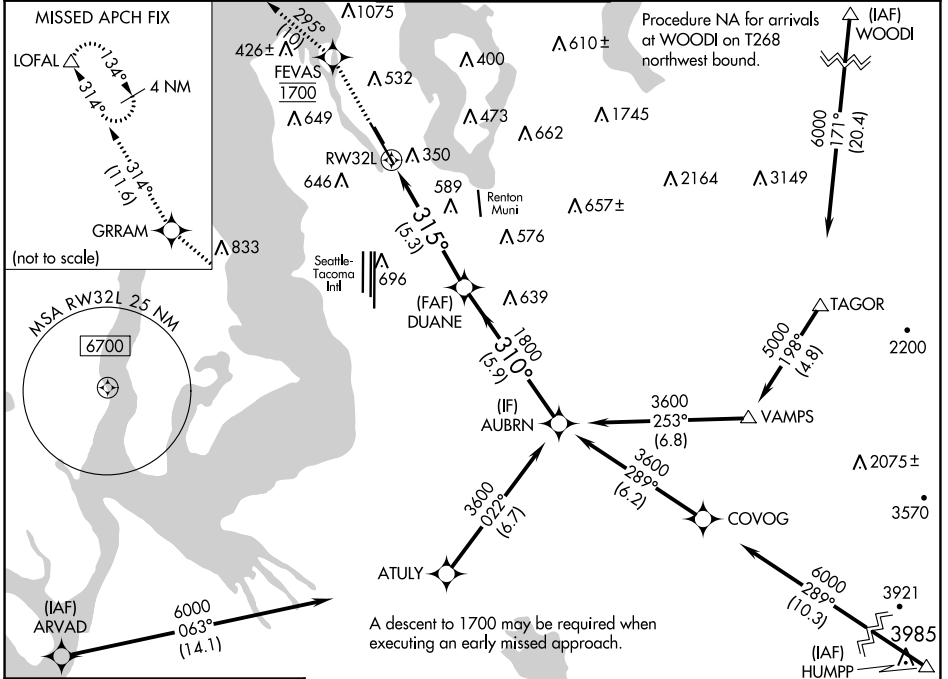 MISSED APCH FIX
LOFAL
134°
4 NM
314°
314°
(11.6)
GRRAM
(not to scale)
833
295°
(10)
1075
426±
FEVAS
1700
532
649
400
610±
473
662
1745
Procedure NA for arrivals
at WOODI on T268
northwest bound.
(IAF)
WOODI
6000
171°
(20.4)
RW32L
350
646
589
Renton
Muni
657±
2164
3149
576
315°
(5.3)
Seattle-
Tacoma
Intl
696
(FAF)
DUANE
639
1800
310°
(5.9)
MSA RW32L 25 NM
6700
TAGOR
5000
198°
(4.8)
2200
(IF)
AUBRN
3600
253°
(6.8)
VAMPS
2075±
3600
289°
(6.2)
3570
COVOG
3600
022°
(6.7)
ATULY
6000
289°
(10.3)
3921
3985
(IAF)
HUMPP
(IAF)
ARVAD
6000
063°
(14.1)
A descent to 1700 may be required when
executing an early missed approach.